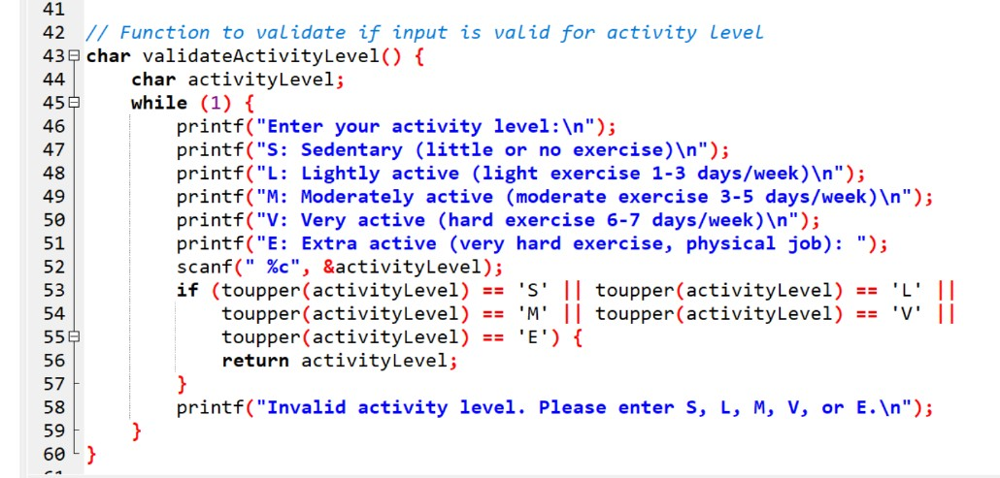 41
42 // Function to validate if input is valid for activity level
43 char validateActivityLevel() {
44 char activityLevel;
45 while (1) {
46 printf("Enter your activity level:\n");
47 printf("S: Sedentary (little or no exercise)\n");
48 printf("L: Lightly active (light exercise 1-3 days/week)\n");
49 printf("M: Moderately active (moderate exercise 3-5 days/week)\n");
50 printf("V: Very active (hard exercise 6-7 days/week)\n");
51 printf("E: Extra active (very hard exercise, physical job): ");
52 scanf(" %c", &activityLevel);
53 if (toupper(activityLevel) == 'S' || toupper(activityLevel) == 'L' ||
54 toupper(activityLevel) == 'M' || toupper(activityLevel) == 'V' ||
55 toupper(activityLevel) == 'E') {
56 return activityLevel;
57 }
58 printf("Invalid activity level. Please enter S, L, M, V, or E.\n");
59 }
60 }